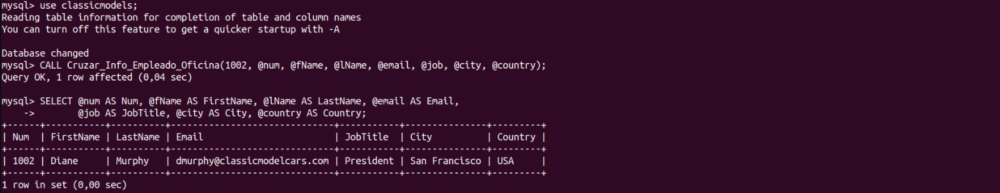 mysql> use classicmodels;
Reading table information for completion of table and column names
You can turn off this feature to get a quicker startup with -A

Database changed
mysql> CALL Cruzar_Info_Empleado_Oficina(1002, @num, @fName, @lName, @email, @job, @city, @country);
Query OK, 1 row affected (0,04 sec)

mysql> SELECT @num AS Num, @fName AS FirstName, @lName AS LastName, @email AS Email,
    ->        @job AS JobTitle, @city AS City, @country AS Country;
+------+-----------+----------+------------------------------+-----------+---------------+---------+
| Num  | FirstName | LastName | Email                        | JobTitle  | City          | Country |
+------+-----------+----------+------------------------------+-----------+---------------+---------+
| 1002 | Diane     | Murphy   | dmurphy@classicmodelcars.com | President | San Francisco | USA     |
+------+-----------+----------+------------------------------+-----------+---------------+---------+
1 row in set (0,00 sec)